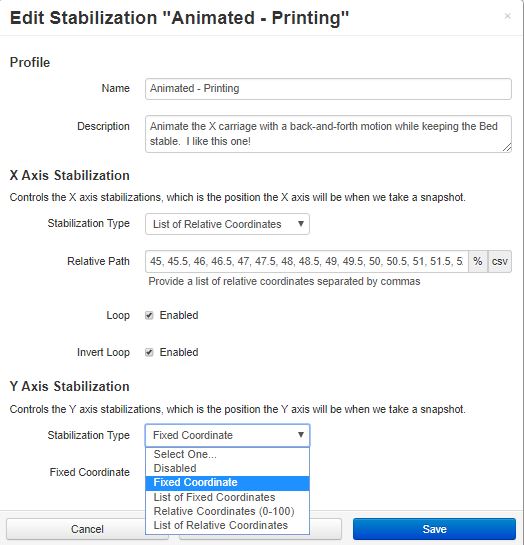 Edit Stabilization "Animated - Printing"
×
Profile
Name
Animated - Printing
Description
Animate the X carriage with a back-and-forth motion while keeping the Bed
stable.  I like this one!
X Axis Stabilization
Controls the X axis stabilizations, which is the position the X axis will be when we take a snapshot.
Stabilization Type
List of Relative Coordinates
Relative Path
45, 45.5, 46, 46.5, 47, 47.5, 48, 48.5, 49, 49.5, 50, 50.5, 51, 51.5, 5
%
csv
Provide a list of relative coordinates separated by commas
Loop
Enabled
Invert Loop
Enabled
Y Axis Stabilization
Controls the Y axis stabilizations, which is the position the Y axis will be when we take a snapshot.
Stabilization Type
Fixed Coordinate
Select One...
Disabled
Fixed Coordinate
Fixed Coordinate
List of Fixed Coordinates
Relative Coordinates (0-100)
List of Relative Coordinates
Cancel
Save